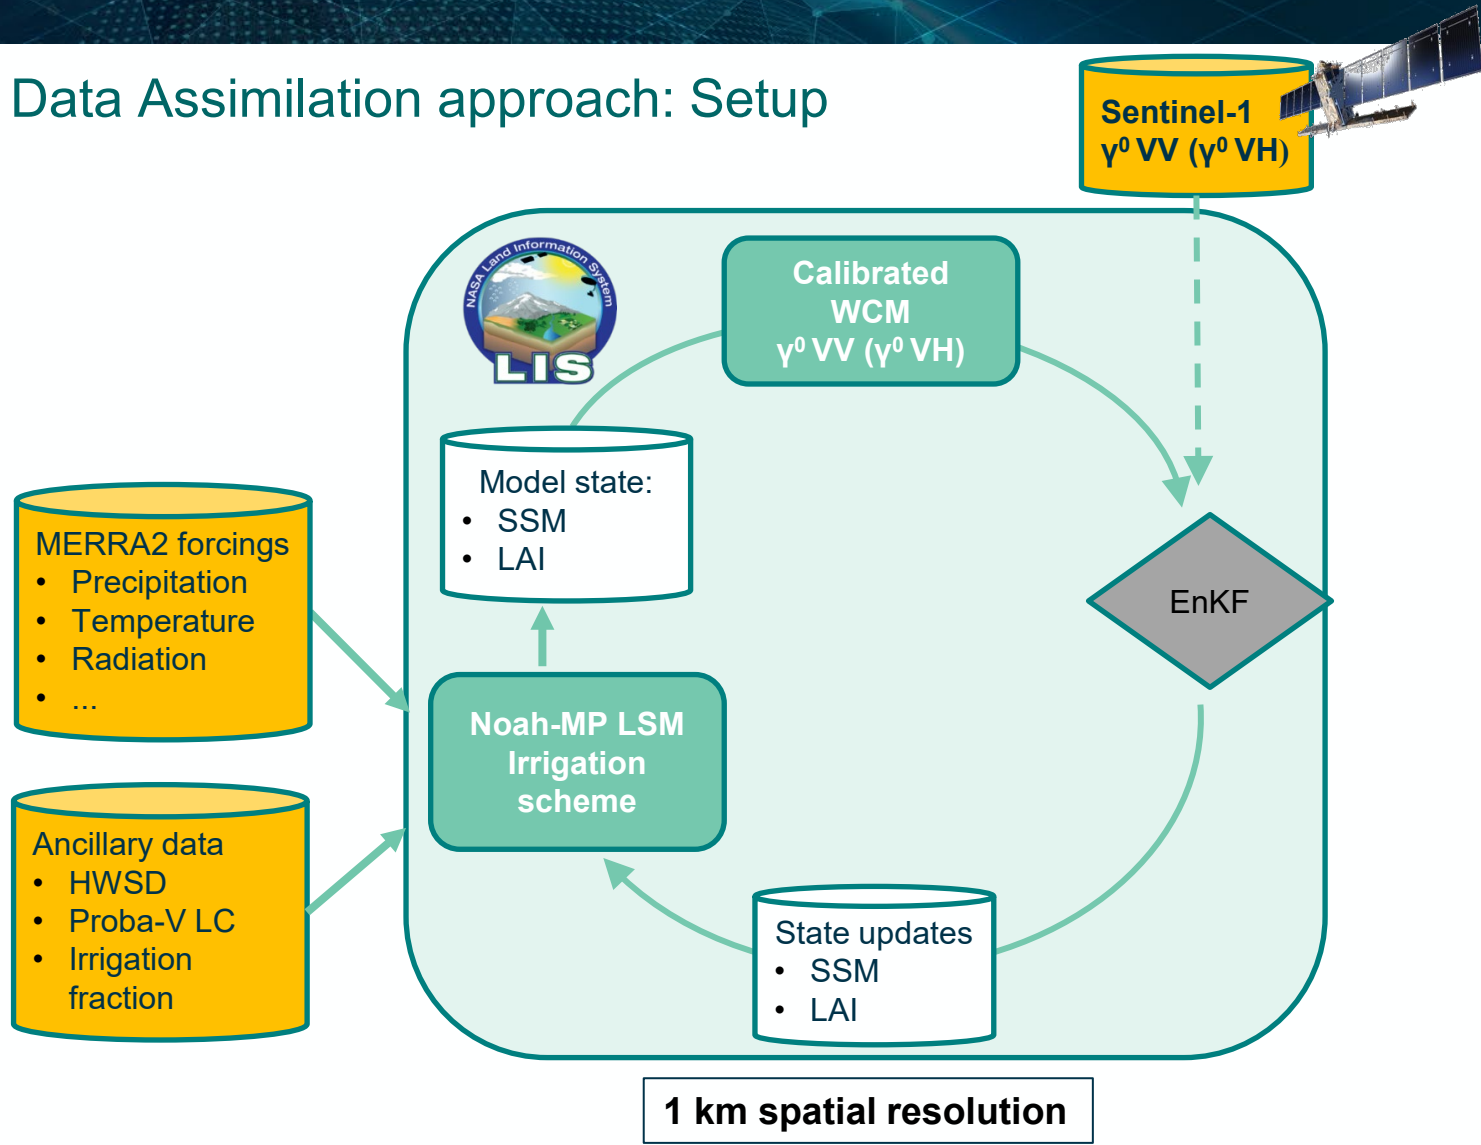 Data Assimilation approach: Setup
Sentinel-1
γ⁰ VV (γ⁰ VH)
NASA Land Information System
LIS
Calibrated
WCM
γ⁰ VV (γ⁰ VH)
Model state:
• SSM
• LAI
MERRA2 forcings
• Precipitation
• Temperature
• Radiation
• ...
EnKF
Noah-MP LSM
Irrigation
scheme
Ancillary data
• HWSD
• Proba-V LC
• Irrigation
fraction
State updates
• SSM
• LAI
1 km spatial resolution